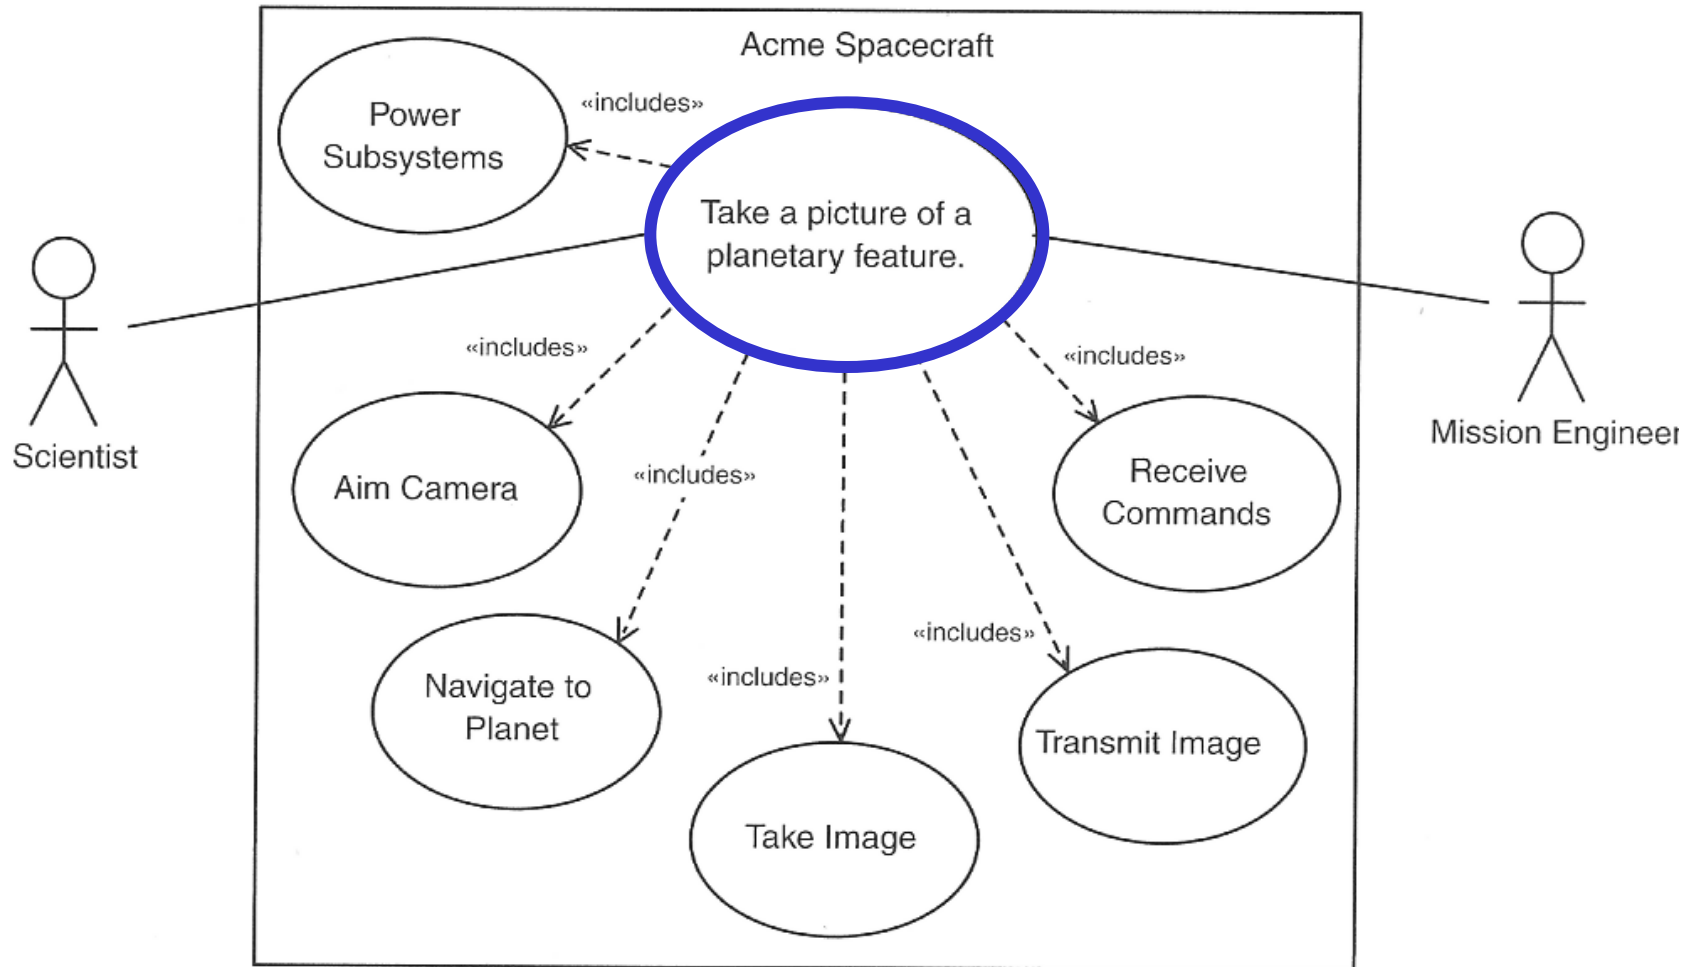 Acme Spacecraft
Power
Subsystems
«includes»
Take a picture of a
planetary feature.
«includes»
«includes»
Scientist
Mission Engineer
Aim Camera
«includes»
Receive
Commands
«includes»
«includes»
Navigate to
Planet
Transmit Image
Take Image